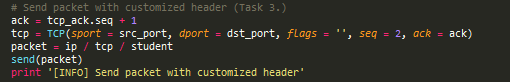 # Send packet with customized header (Task 3.)
ack = tcp_ack.seq + 1
tcp = TCP(sport = src_port, dport = dst_port, flags = '', seq = 2, ack = ack)
packet = ip / tcp / student
send(packet)
print '[INFO] Send packet with customized header'